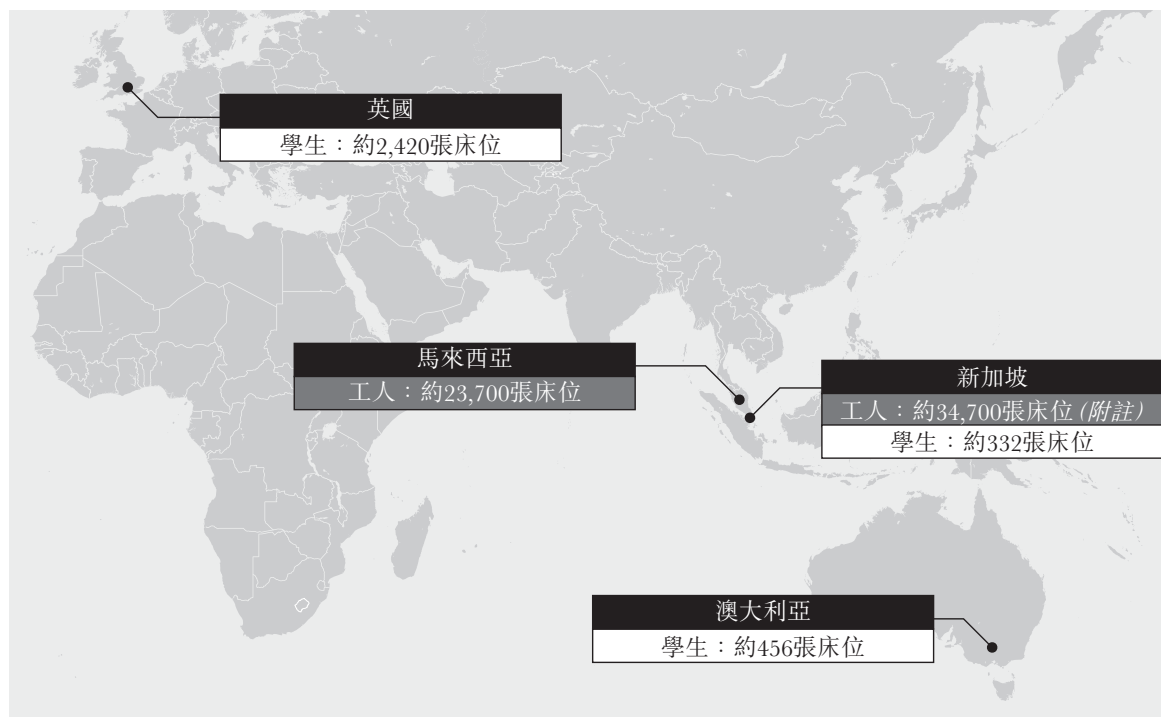 英國
學生：約2,420張床位
馬來西亞
工人：約23,700張床位
新加坡
工人：約34,700張床位 (附註)
學生：約332張床位
澳大利亞
學生：約456張床位